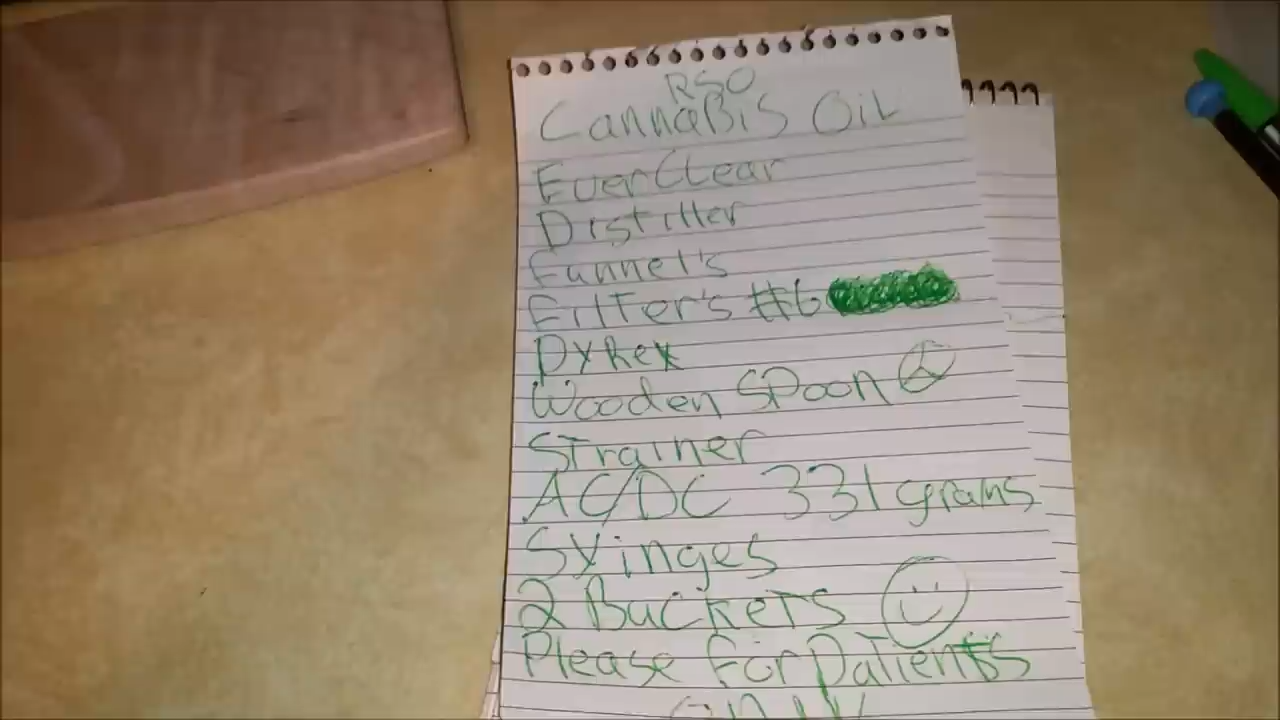 RSO
CannaBis Oil
EverClear
Distiller
Funnel's
Filter's #6
Pyrex
Wooden Spoon
Strainer
AC/DC 331 grams
Syinges
2 Buckets
Please For Patients
only